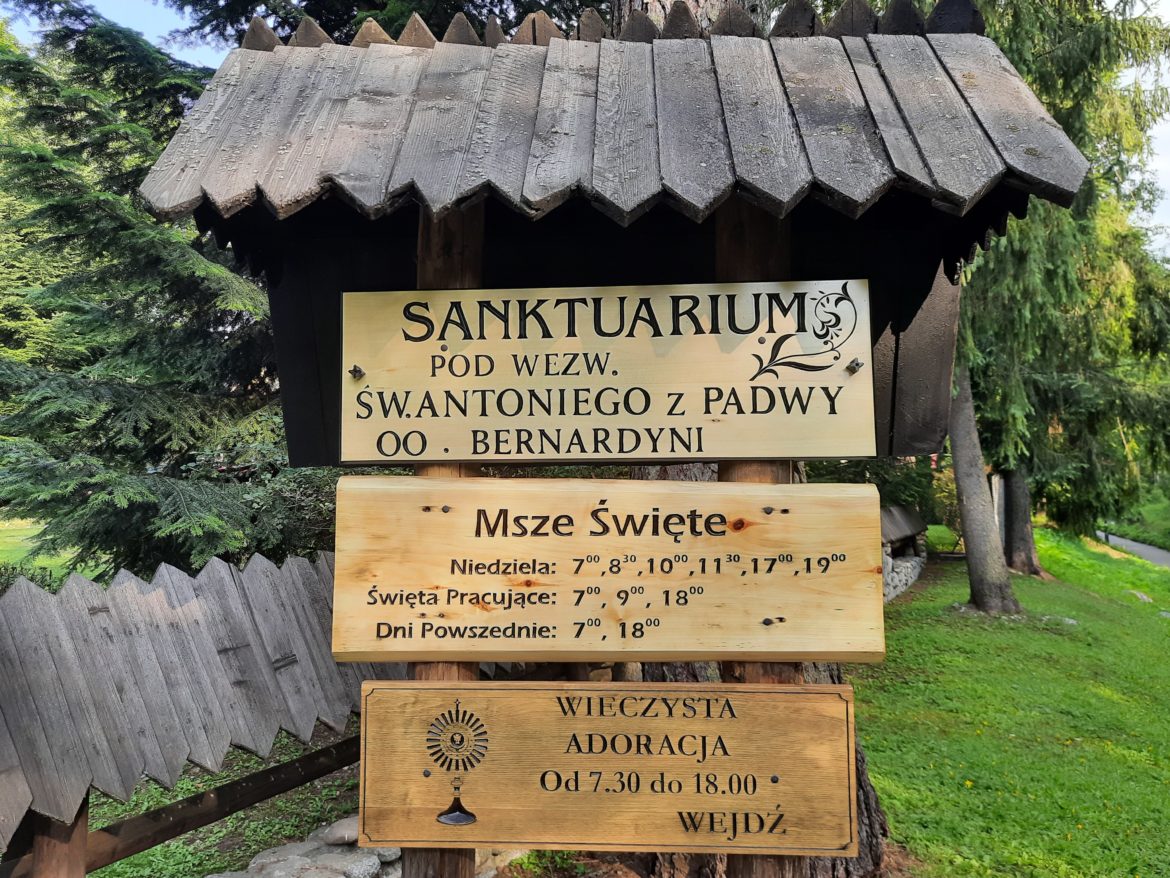 SANKTUARIUM
POD WEZW.
ŚW.ANTONIEGO Z PADWY
OO . BERNARDYNI
Msze Święte
Niedziela: 7⁰⁰,8³⁰,10⁰⁰,11³⁰,17⁰⁰,19⁰⁰
Święta Pracujące: 7⁰⁰, 9⁰⁰, 18⁰⁰
Dni Powszednie: 7⁰⁰, 18⁰⁰
WIECZYSTA
ADORACJA
Od 7.30 do 18.00
WEJDŹ